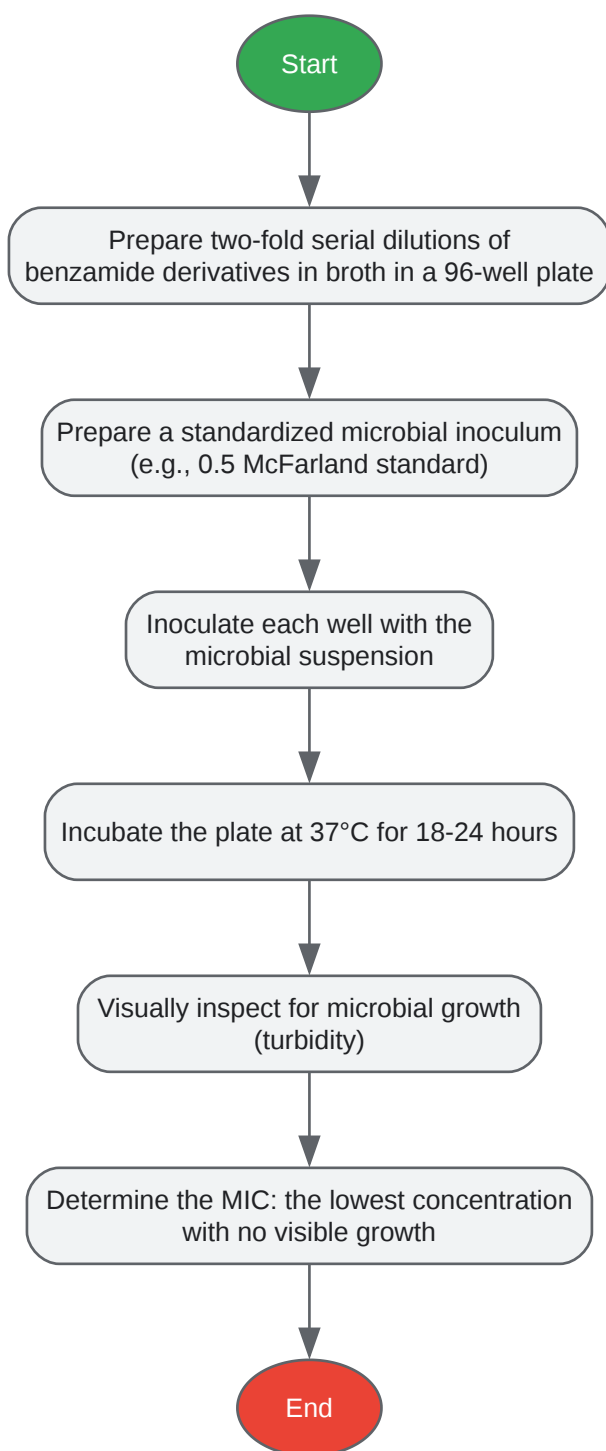 Start
Prepare two-fold serial dilutions of
benzamide derivatives in broth in a 96-well plate
Prepare a standardized microbial inoculum
(e.g., 0.5 McFarland standard)
Inoculate each well with the
microbial suspension
Incubate the plate at 37°C for 18-24 hours
Visually inspect for microbial growth
(turbidity)
Determine the MIC: the lowest concentration
with no visible growth
End